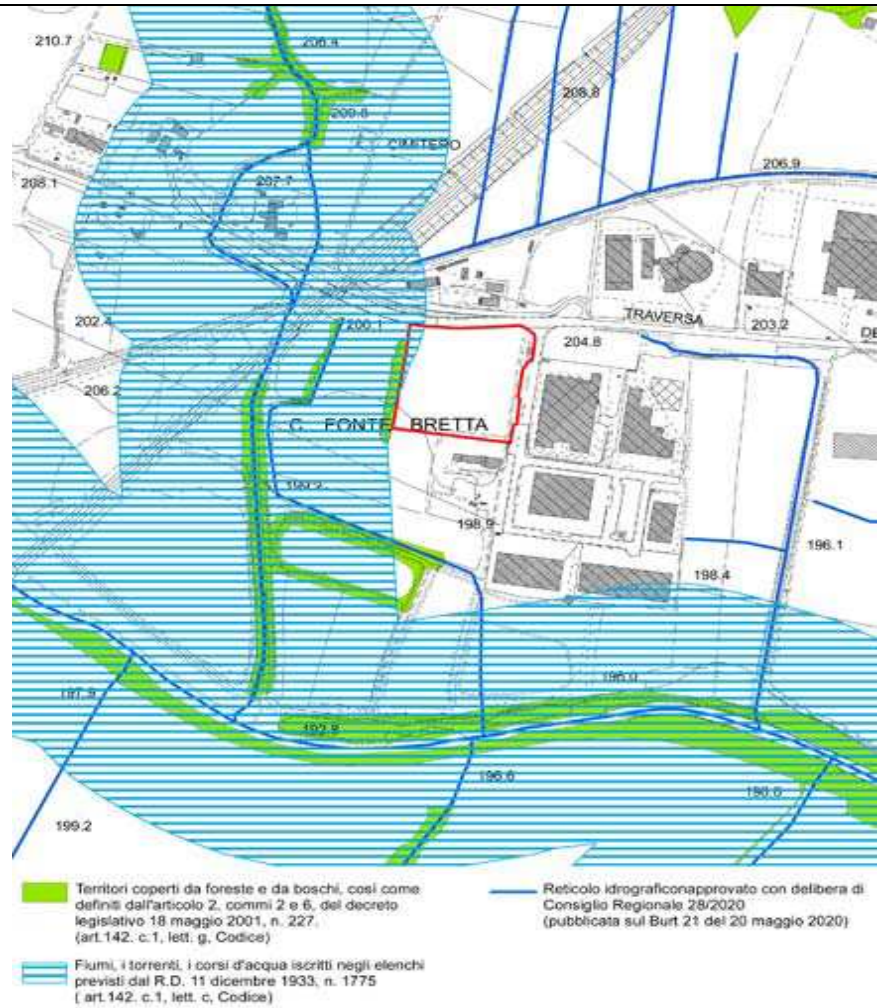 210.7
206.4
209.8
208.8
CIMITERO
206.9
208.1
207.7
202.4
200.1
TRAVERSA
203.2
DE
204.8
206.2
C. FONTE BRETTA
199.2
198.9
196.1
198.4
195.0
197.9
192.8
196.6
199.2
Territori coperti da foreste e da boschi, così come
definiti dall'articolo 2, commi 2 e 6, del decreto
legislativo 18 maggio 2001, n. 227.
(art.142. c.1, lett. g, Codice)
Reticolo idrograficonapprovato con delibera di
Consiglio Regionale 28/2020
(pubblicata sul Burt 21 del 20 maggio 2020)
Fiumi, i torrenti, i corsi d'acqua iscritti negli elenchi
previsti dal R.D. 11 dicembre 1933, n. 1775
( art.142. c.1, lett. c, Codice)